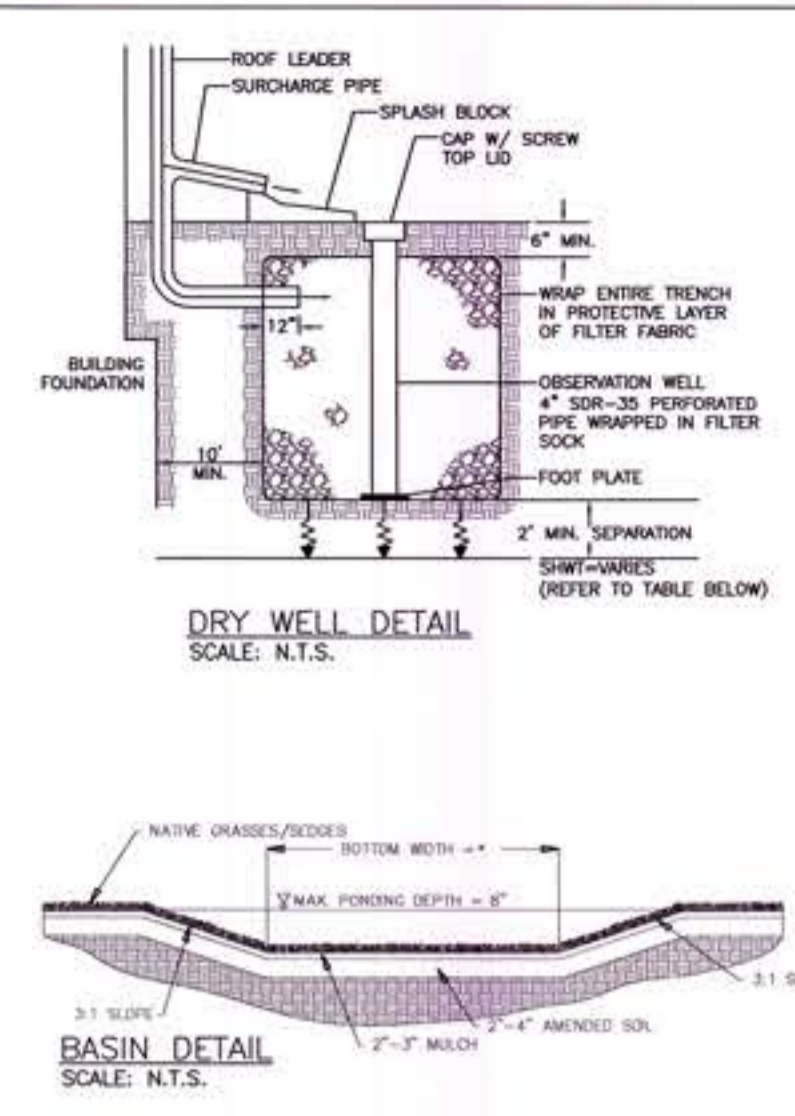 ROOF LEADER
SURCHARGE PIPE
SPLASH BLOCK
CAP W/ SCREW
TOP LID
6" MIN.
WRAP ENTIRE TRENCH
IN PROTECTIVE LAYER
OF FILTER FABRIC
12"
BUILDING
FOUNDATION
OBSERVATION WELL
4" SDR-35 PERFORATED
PIPE WRAPPED IN FILTER
SOCK
10'
MIN.
FOOT PLATE
2" MIN. SEPARATION
SHWT=VARIES
(REFER TO TABLE BELOW)
DRY WELL DETAIL
SCALE: N.T.S.
NATIVE GRASSES/SEDGES
BOTTOM WIDTH = *
MAX. PONDING DEPTH = 8"
3:1 S
3:1 SLOPE
2"-4" AMENDED SOIL
2"-3" MULCH
BASIN DETAIL
SCALE: N.T.S.